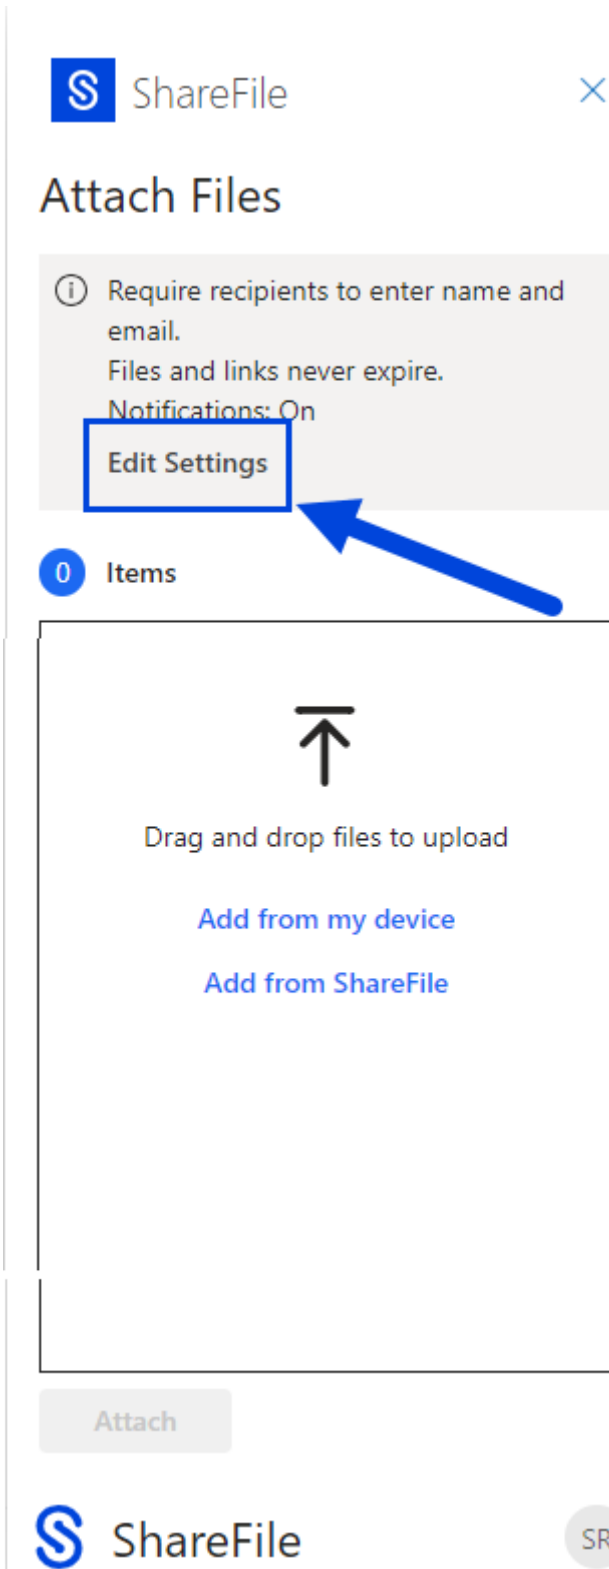 ShareFile
Attach Files
Require recipients to enter name and
email.
Files and links never expire.
Notifications: On
Edit Settings
0 Items
Drag and drop files to upload
Add from my device
Add from ShareFile
Attach
ShareFile
SR